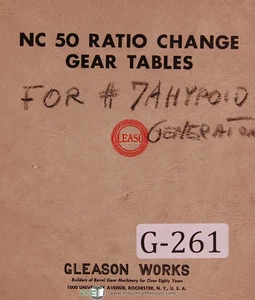 NC 50 RATIO CHANGE
GEAR TABLES
FOR # 7A HYPOID
GENERATOR
GLEASON
G-261
GLEASON WORKS
Builders of Bevel Gear Machinery for Over Eighty Years
1000 UNIVERSITY AVENUE, ROCHESTER, N. Y., U. S. A.